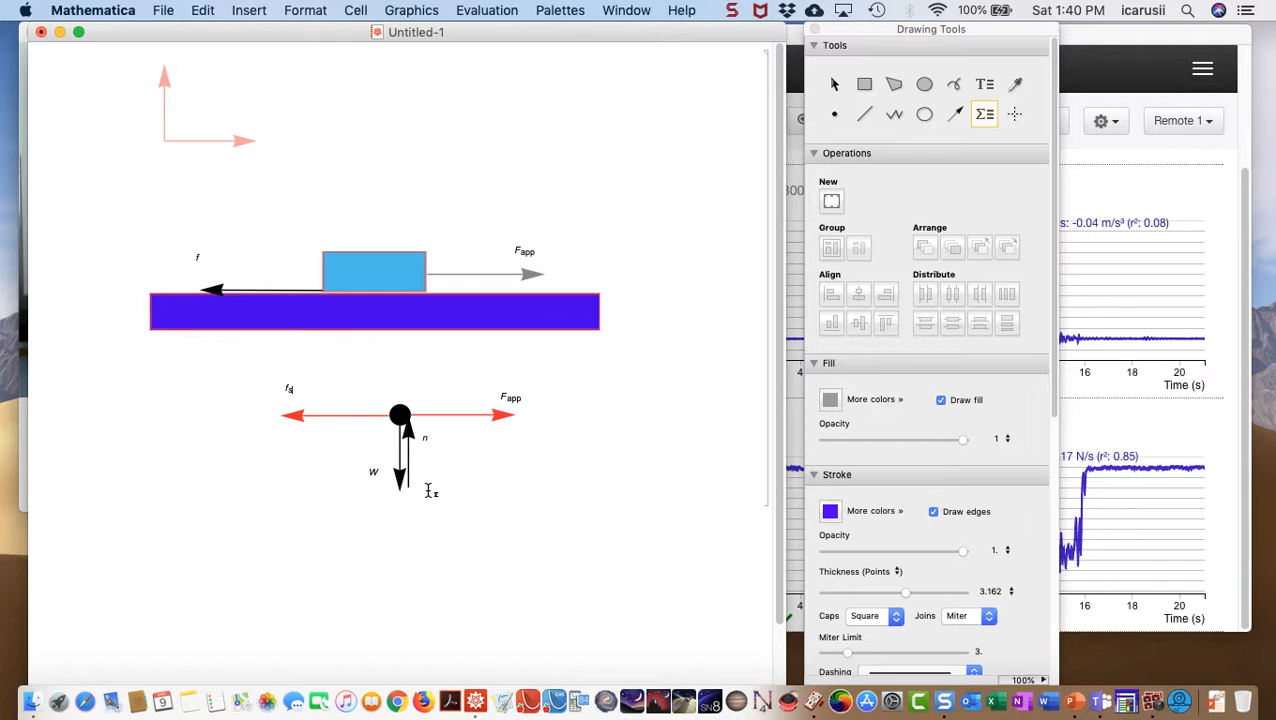 Mathematica File Edit Insert Format Cell Graphics Evaluation Palettes Window Help 100% Sat 1:40 PM icarusii
Untitled-1
Drawing Tools
Tools
Remote 1
Operations
New
Group Arrange
s: -0.04 m/s³ (r²: 0.08)
f
Fapp
Align Distribute
4 16 18 20
Time (s)
Fill
fs
Fapp
More colors » Draw fill
Opacity
1
n
17 N/s (r²: 0.85)
W
Stroke
More colors » Draw edges
Opacity
1.
Thickness (Points)
3.162
4 16 18 20
Time (s)
Caps Square Joins Miter
Miter Limit
3.
Dashing
100%